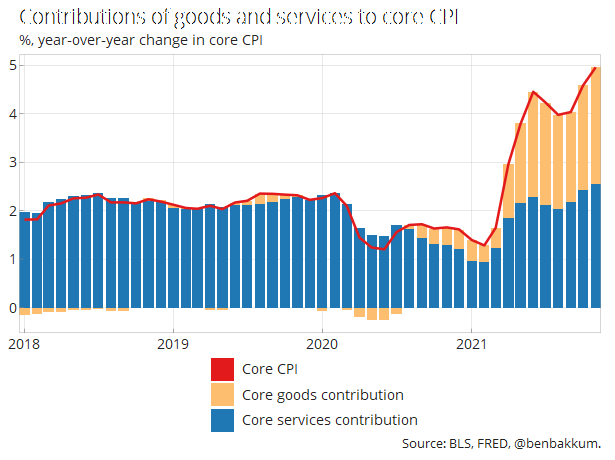 Contributions of goods and services to core CPI
%, year-over-year change in core CPI
5
4
3
2
1
0
2018 2019 2020 2021
Core CPI
Core goods contribution
Core services contribution
Source: BLS, FRED, @benbakkum.